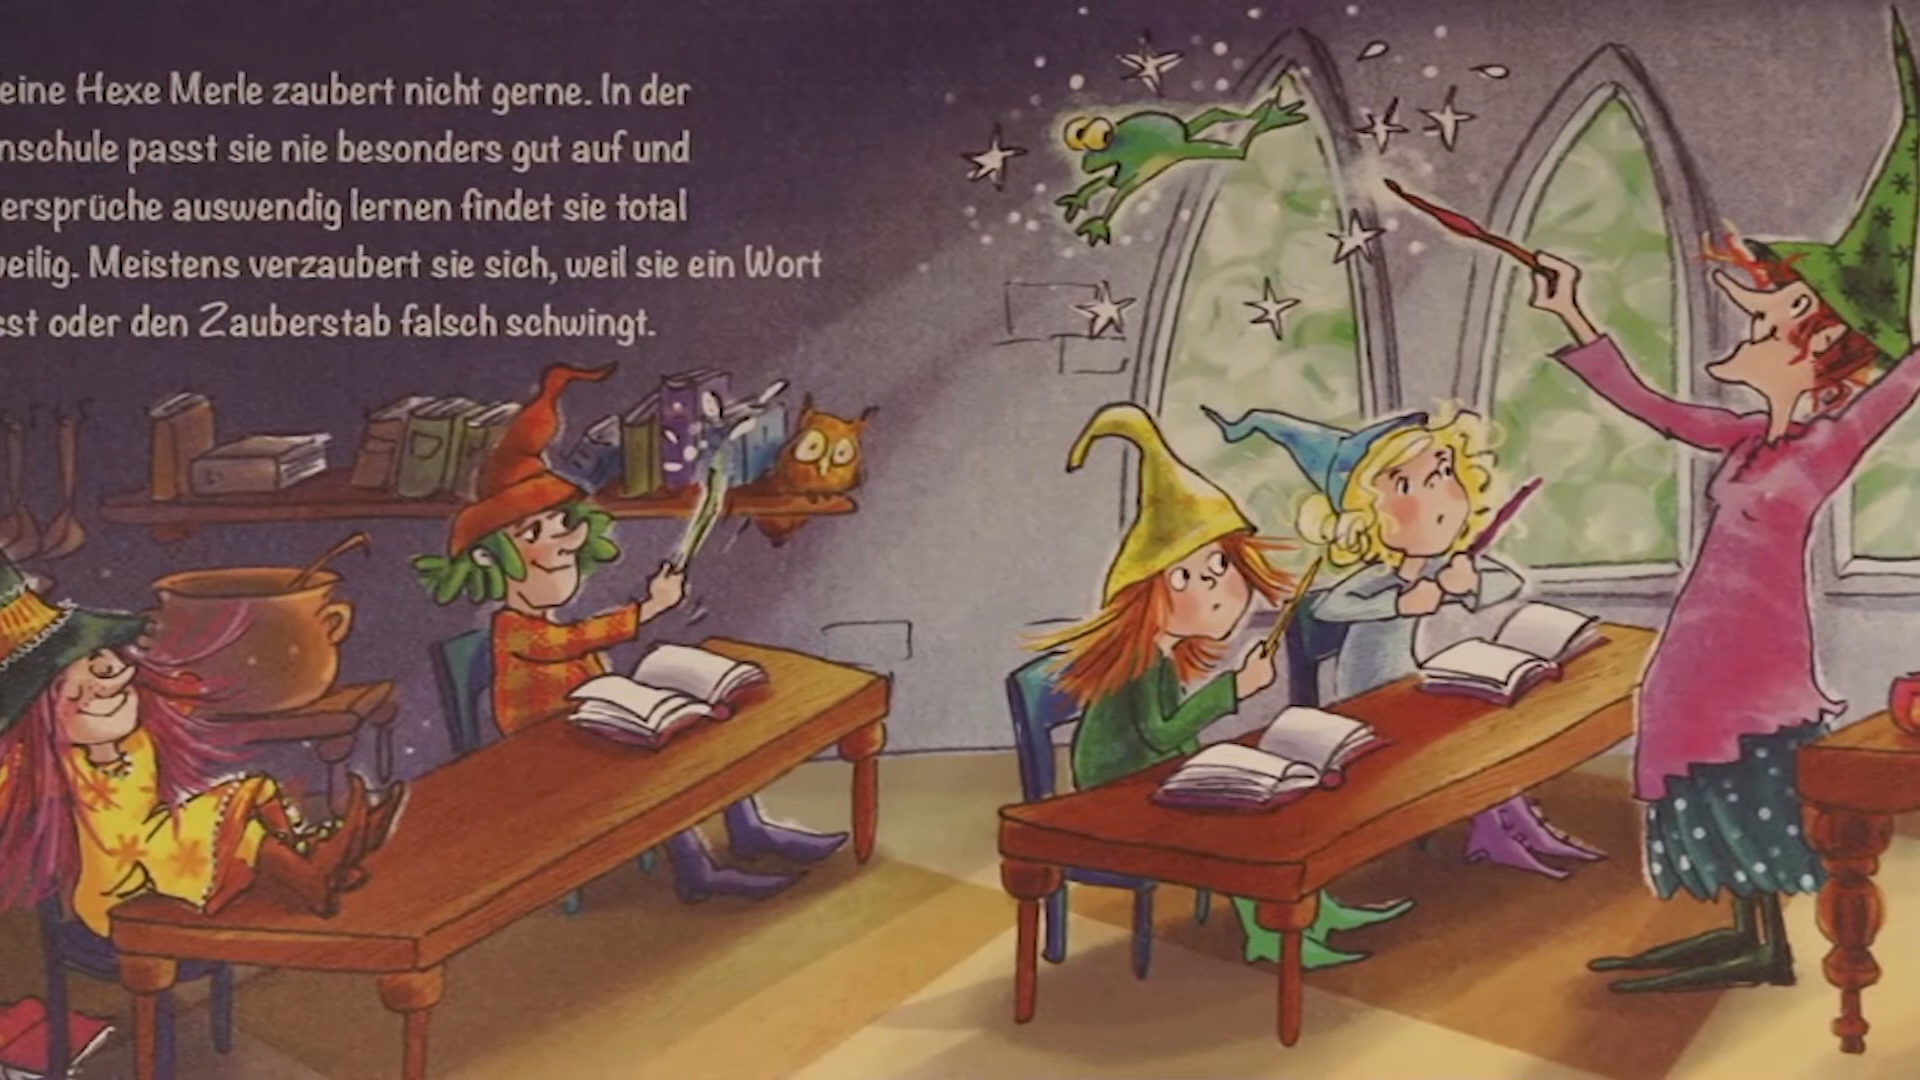 eine Hexe Merle zaubert nicht gerne. In der
nschule passt sie nie besonders gut auf und
ersprüche auswendig lernen findet sie total
weilig. Meistens verzaubert sie sich, weil sie ein Wort
sst oder den Zauberstab falsch schwingt.